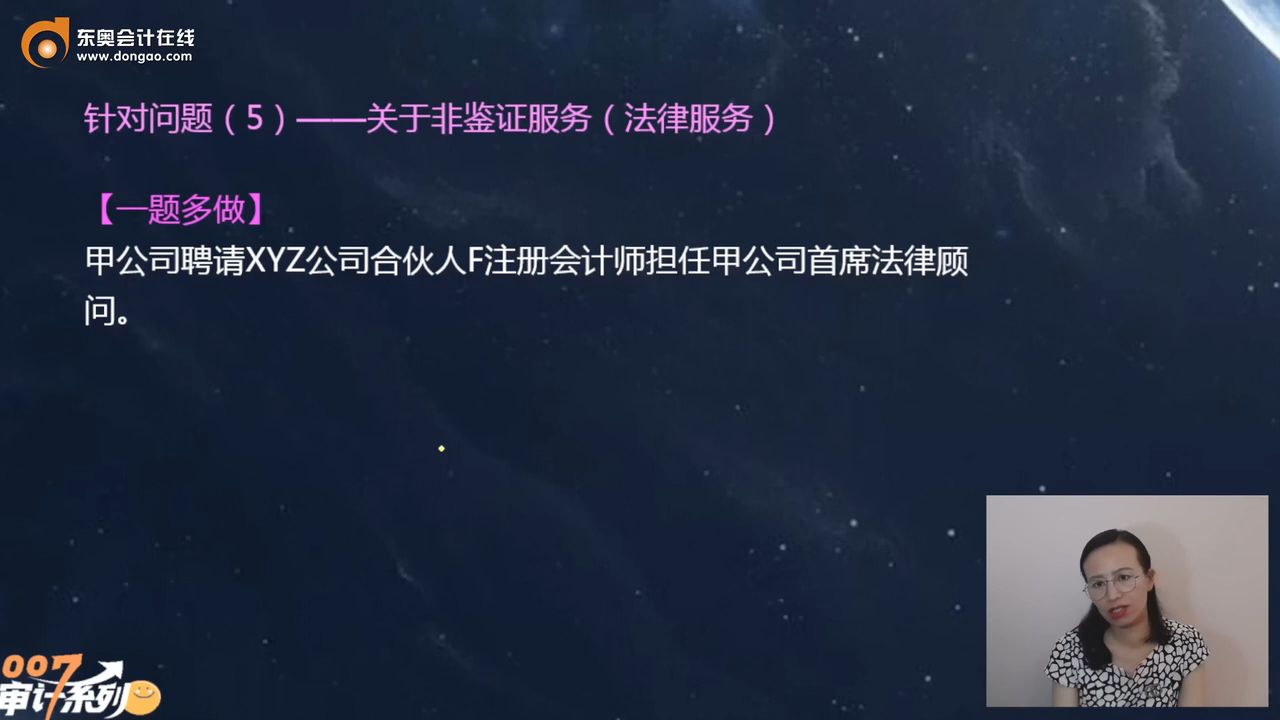 东奥会计在线
www.dongao.com
针对问题（5）——关于非鉴证服务（法律服务）
【一题多做】
甲公司聘请XYZ公司合伙人F注册会计师担任甲公司首席法律顾
问。
007
审计系列